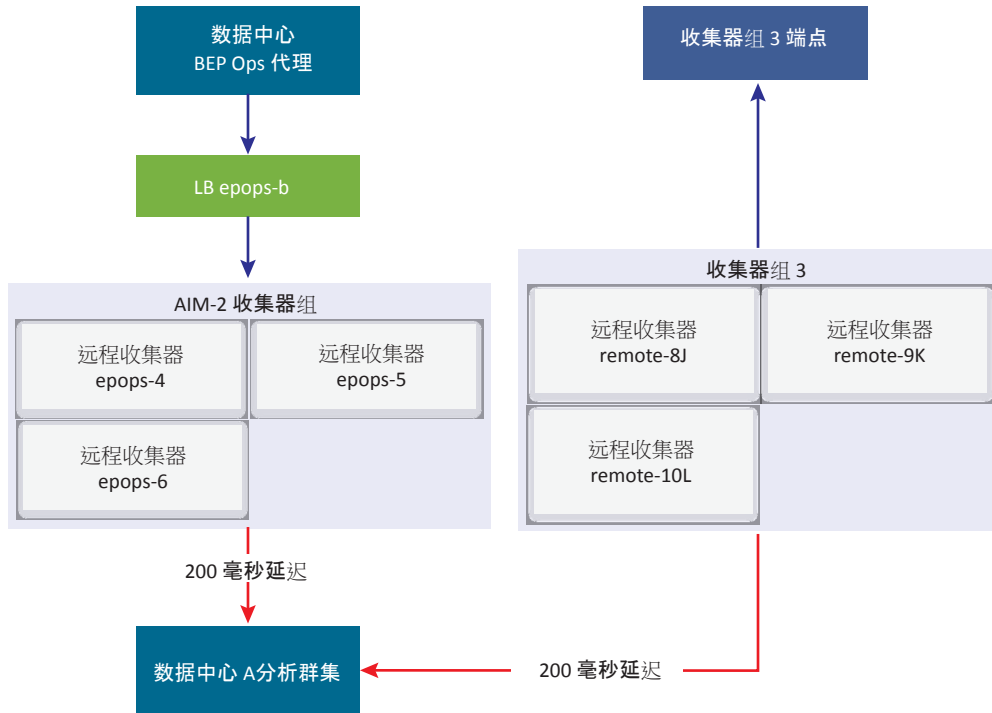 数据中心
BEP Ops 代理
LB epops-b
AIM-2 收集器组
远程收集器
epops-4
远程收集器
epops-5
远程收集器
epops-6
200 毫秒延迟
数据中心 A分析群集
收集器组 3 端点
收集器组 3
远程收集器
remote-8J
远程收集器
remote-9K
远程收集器
remote-10L
200 毫秒延迟